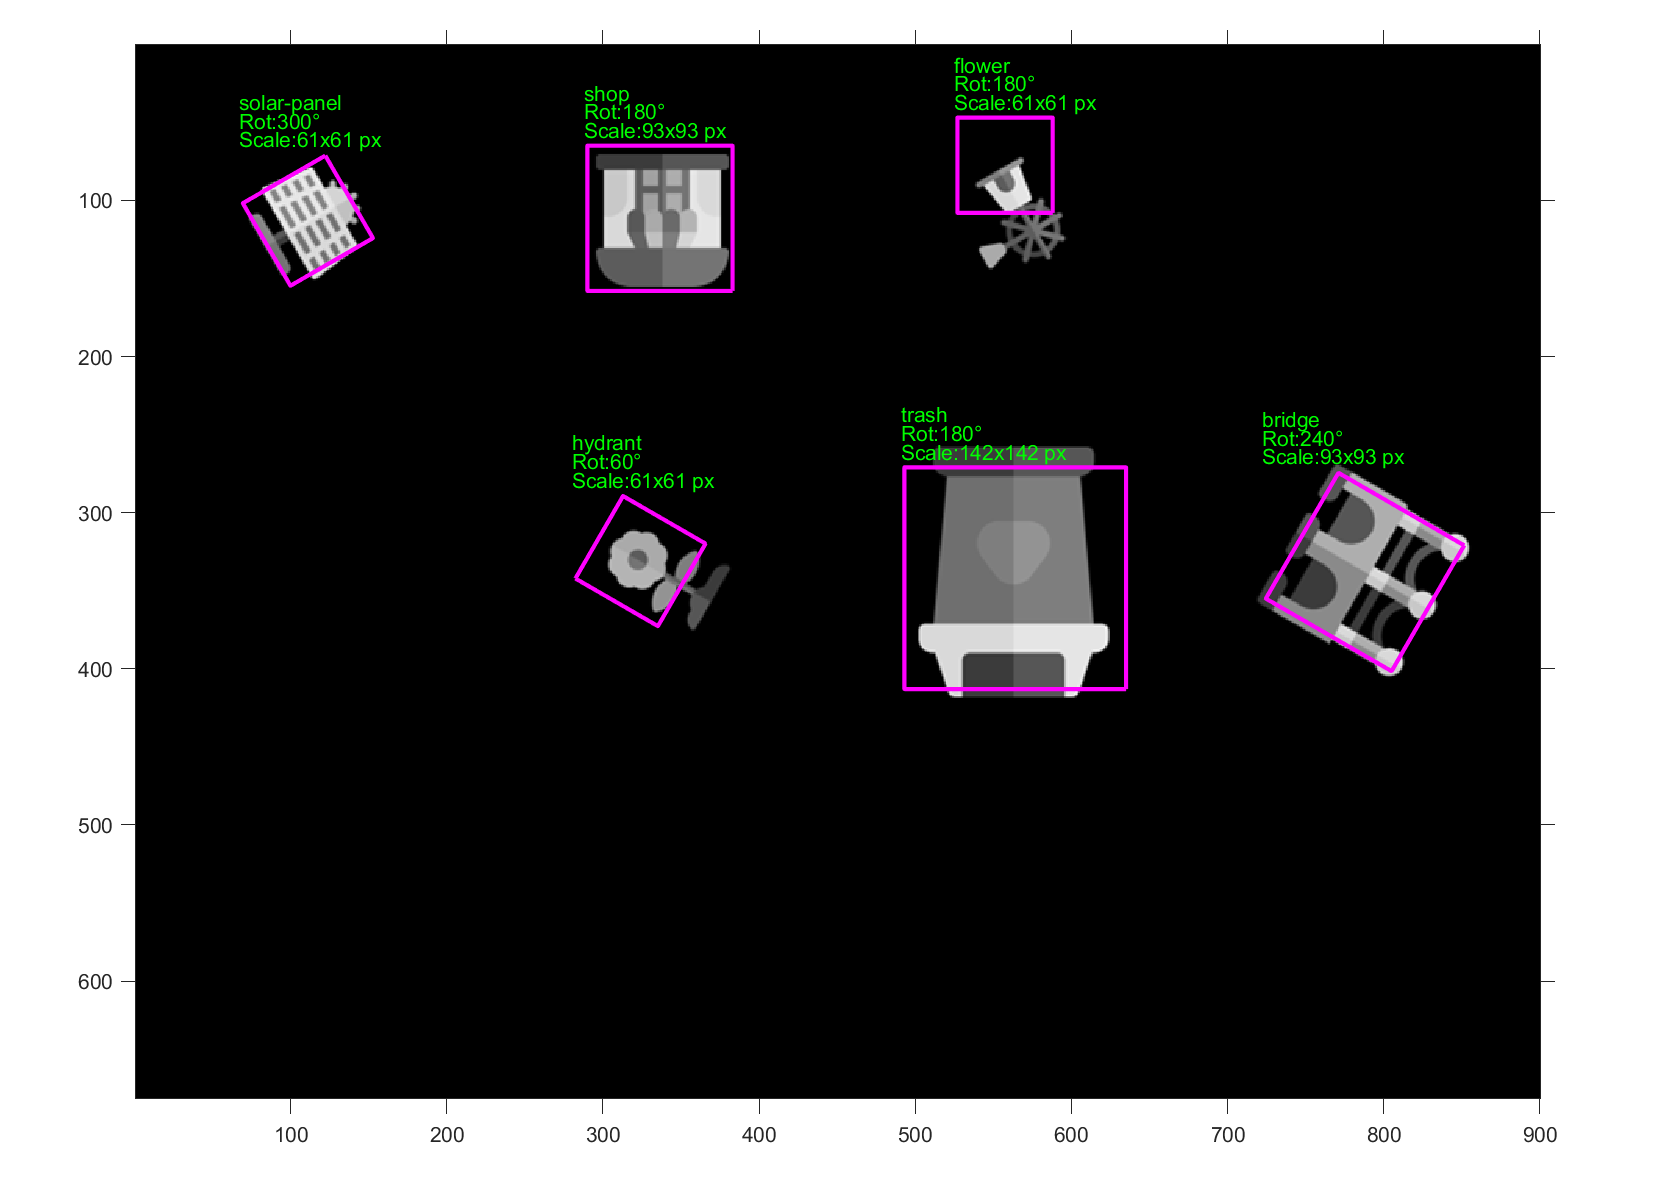 flower
Rot:180°
Scale:61x61 px
shop
Rot:180°
Scale:93x93 px
solar-panel
Rot:300°
Scale:61x61 px
trash
Rot:180°
Scale:142x142 px
bridge
Rot:240°
Scale:93x93 px
hydrant
Rot:60°
Scale:61x61 px
100
200
300
400
500
600
100 200 300 400 500 600 700 800 900